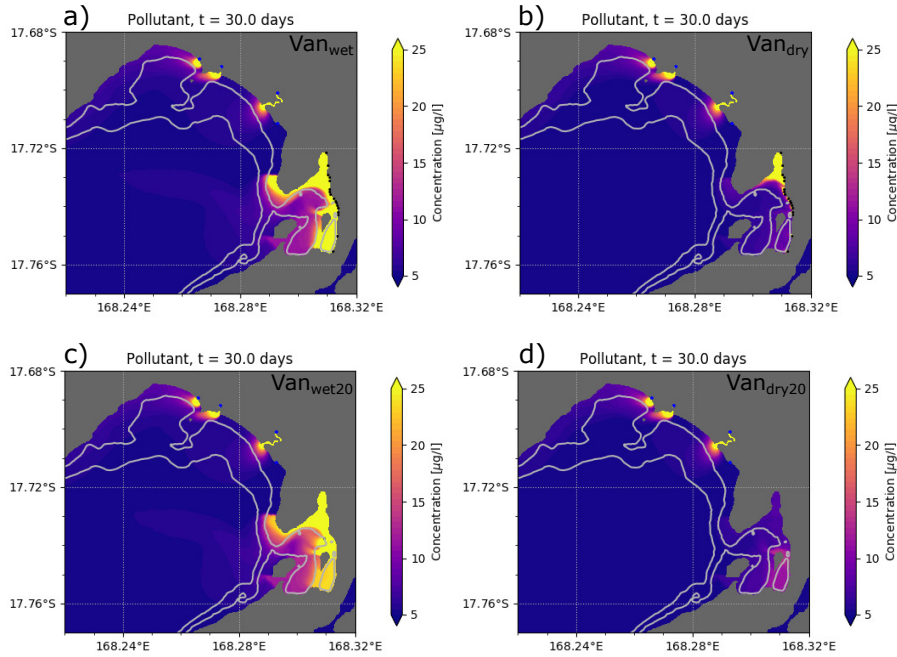 a)
Pollutant, t = 30.0 days
Van_wet
17.68°S
17.72°S
17.76°S
168.24°E
168.28°E
168.32°E
25
20
15
10
5
Concentration [µg/l]
b)
Pollutant, t = 30.0 days
Van_dry
17.68°S
17.72°S
17.76°S
168.24°E
168.28°E
168.32°E
25
20
15
10
5
Concentration [µg/l]
c)
Pollutant, t = 30.0 days
Van_wet20
17.68°S
17.72°S
17.76°S
168.24°E
168.28°E
168.32°E
25
20
15
10
5
Concentration [µg/l]
d)
Pollutant, t = 30.0 days
Van_dry20
17.68°S
17.72°S
17.76°S
168.24°E
168.28°E
168.32°E
25
20
15
10
5
Concentration [µg/l]